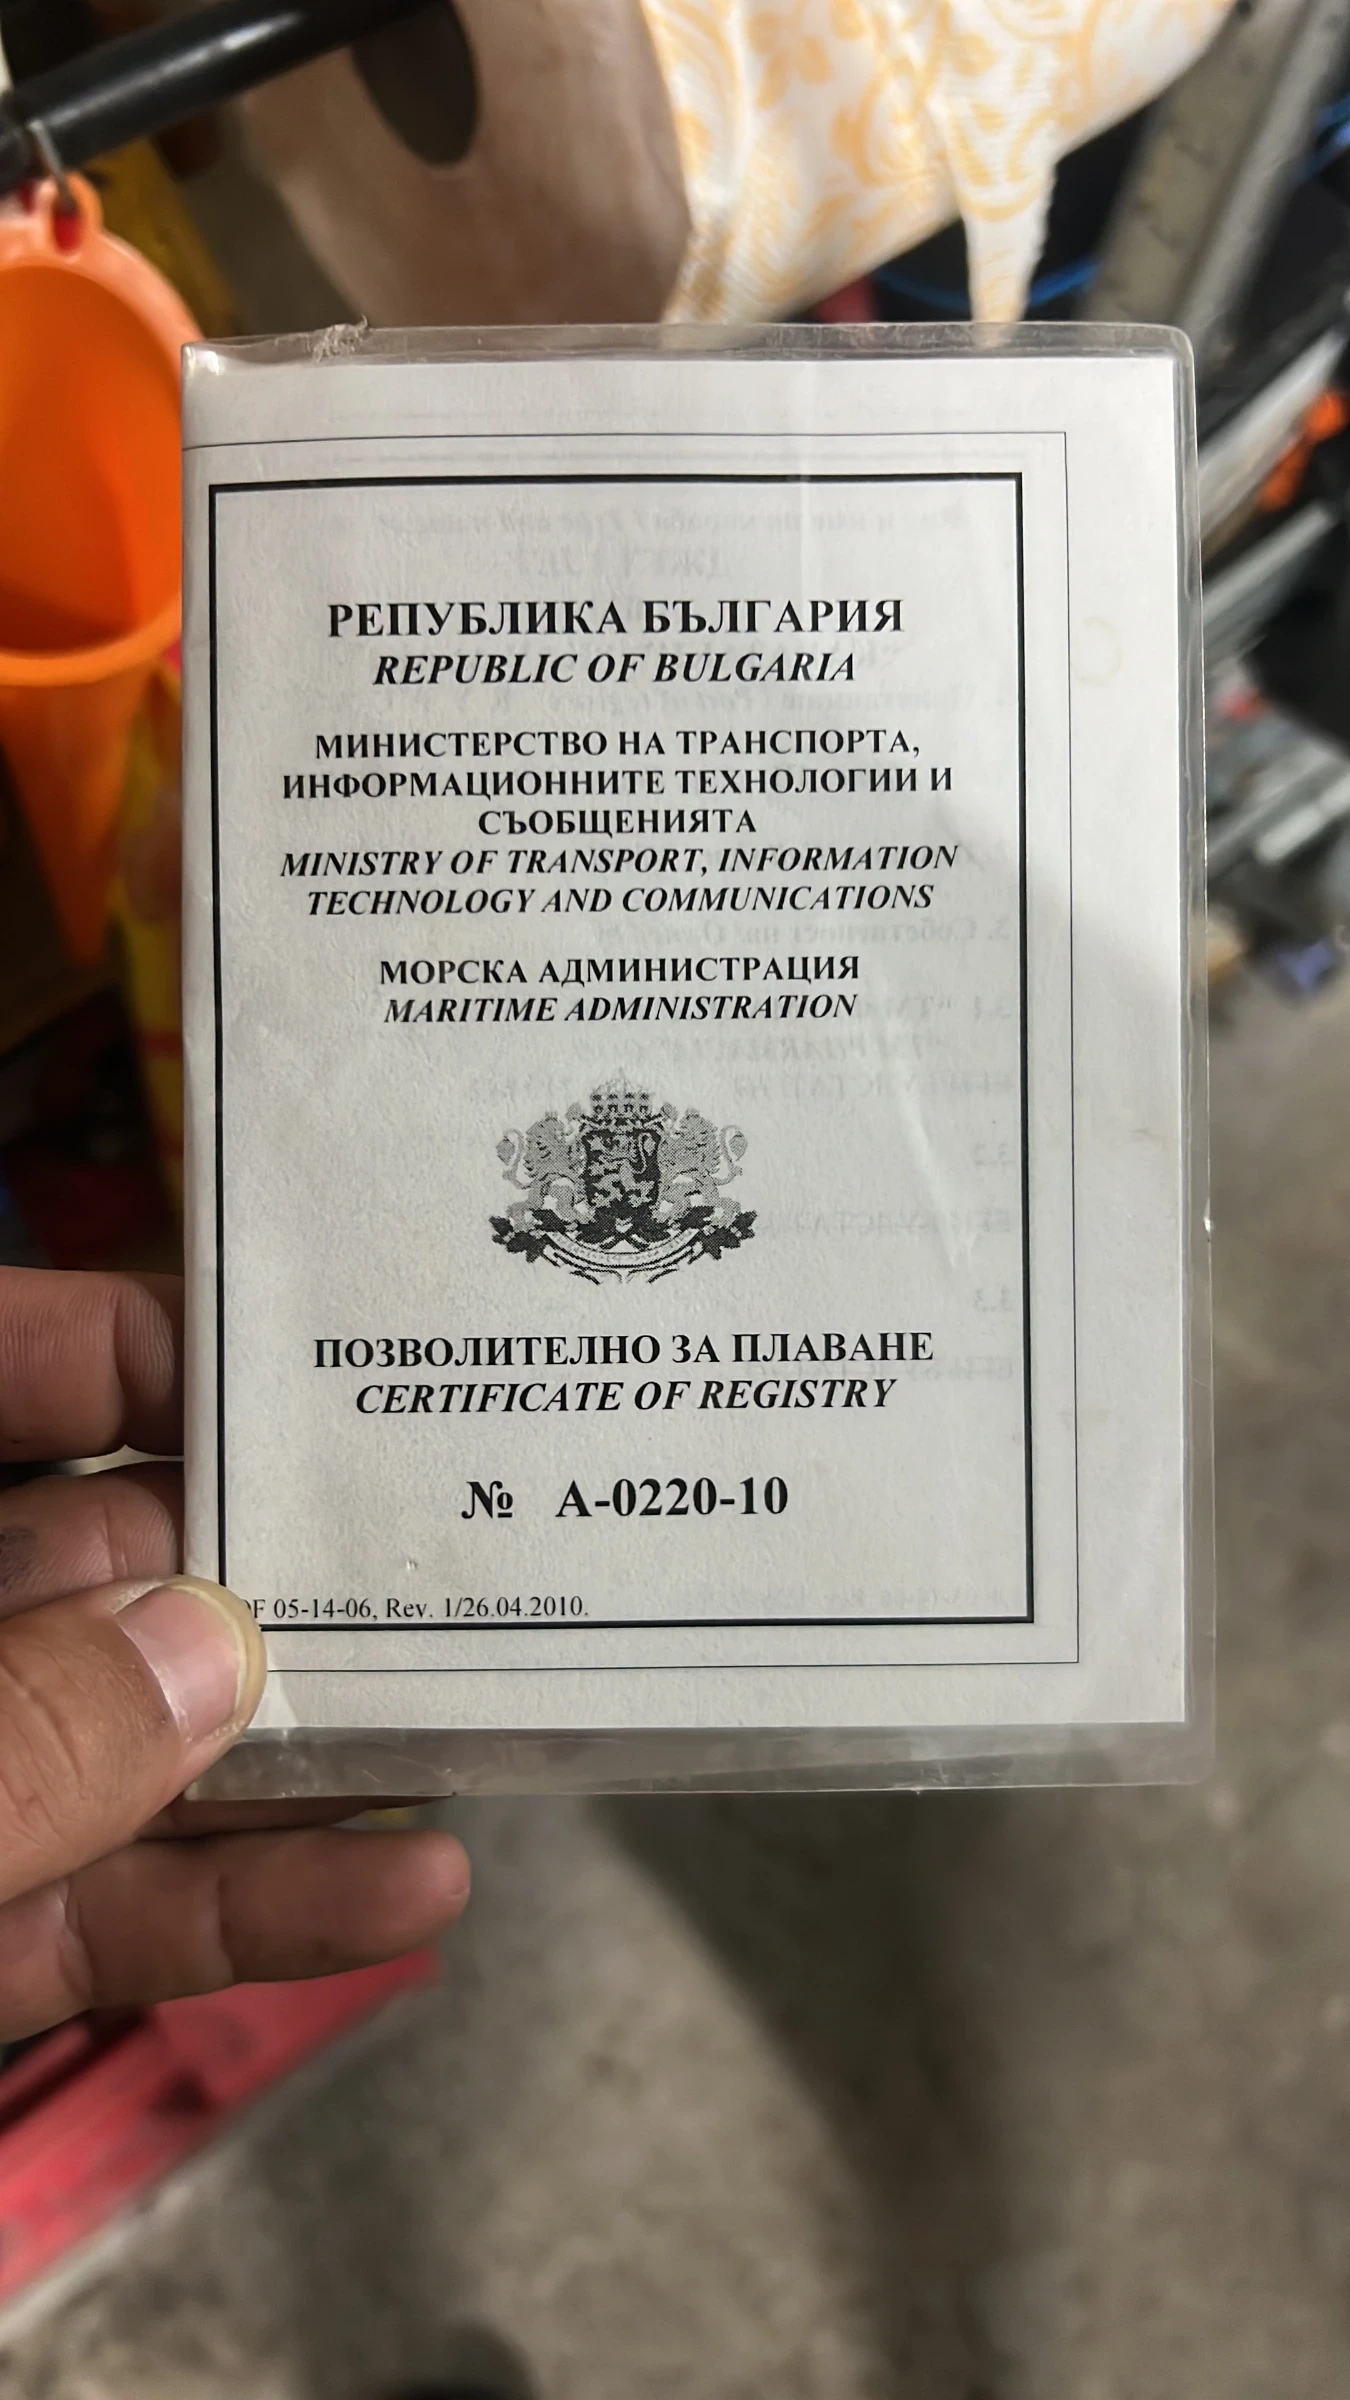 РЕПУБЛИКА БЪЛГАРИЯ
REPUBLIC OF BULGARIA
МИНИСТЕРСТВО НА ТРАНСПОРТА,
ИНФОРМАЦИОННИТЕ ТЕХНОЛОГИИ И
СЪОБЩЕНИЯТА
MINISTRY OF TRANSPORT, INFORMATION
TECHNOLOGY AND COMMUNICATIONS
МОРСКА АДМИНИСТРАЦИЯ
MARITIME ADMINISTRATION
ПОЗВОЛИТЕЛНО ЗА ПЛАВАНЕ
CERTIFICATE OF REGISTRY
№ А-0220-10
05-14-06, Rev. 1/26.04.2010.